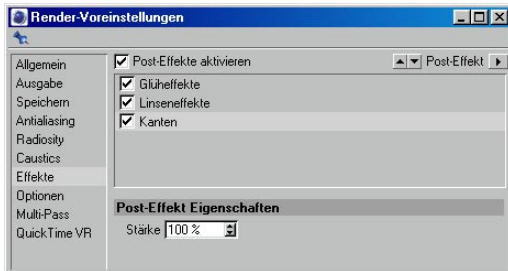 Render-Voreinstellungen
Allgemein
Ausgabe
Speichern
Antialiasing
Radiosity
Caustics
Effekte
Optionen
Multi-Pass
QuickTime VR
Post-Effekte aktivieren
Post-Effekt
Glüheffekte
Linseneffekte
Kanten
Post-Effekt Eigenschaften
Stärke 100 %